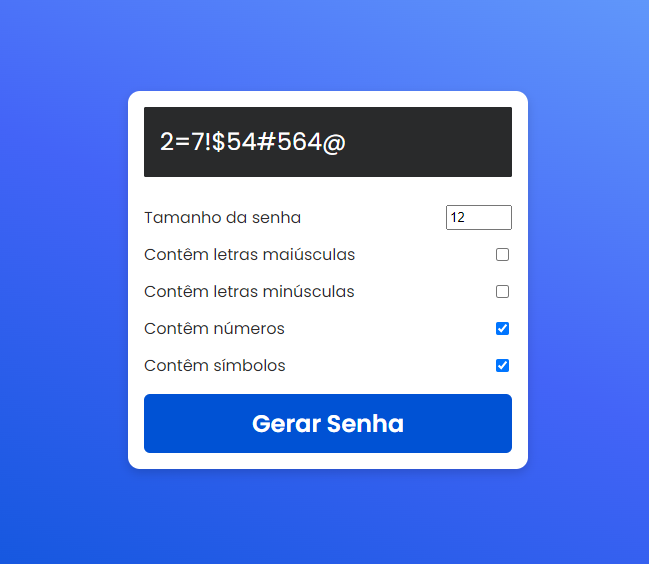 2=7!$54#564@
Tamanho da senha 12
Contêm letras maiúsculas
Contêm letras minúsculas
Contêm números
Contêm símbolos
Gerar Senha